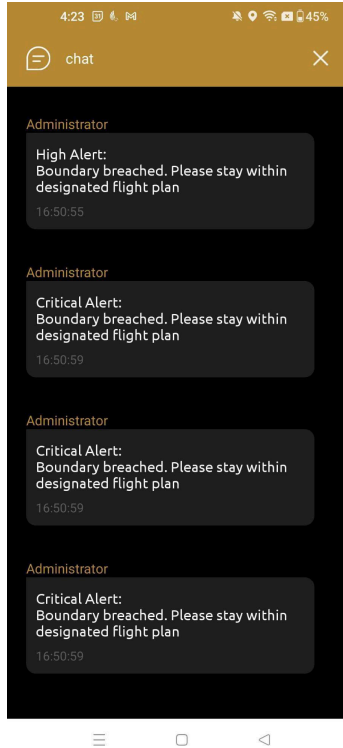 4:23 31 45%
chat
Administrator
High Alert:
Boundary breached. Please stay within
designated flight plan
16:50:55
Administrator
Critical Alert:
Boundary breached. Please stay within
designated flight plan
16:50:59
Administrator
Critical Alert:
Boundary breached. Please stay within
designated flight plan
16:50:59
Administrator
Critical Alert:
Boundary breached. Please stay within
designated flight plan
16:50:59